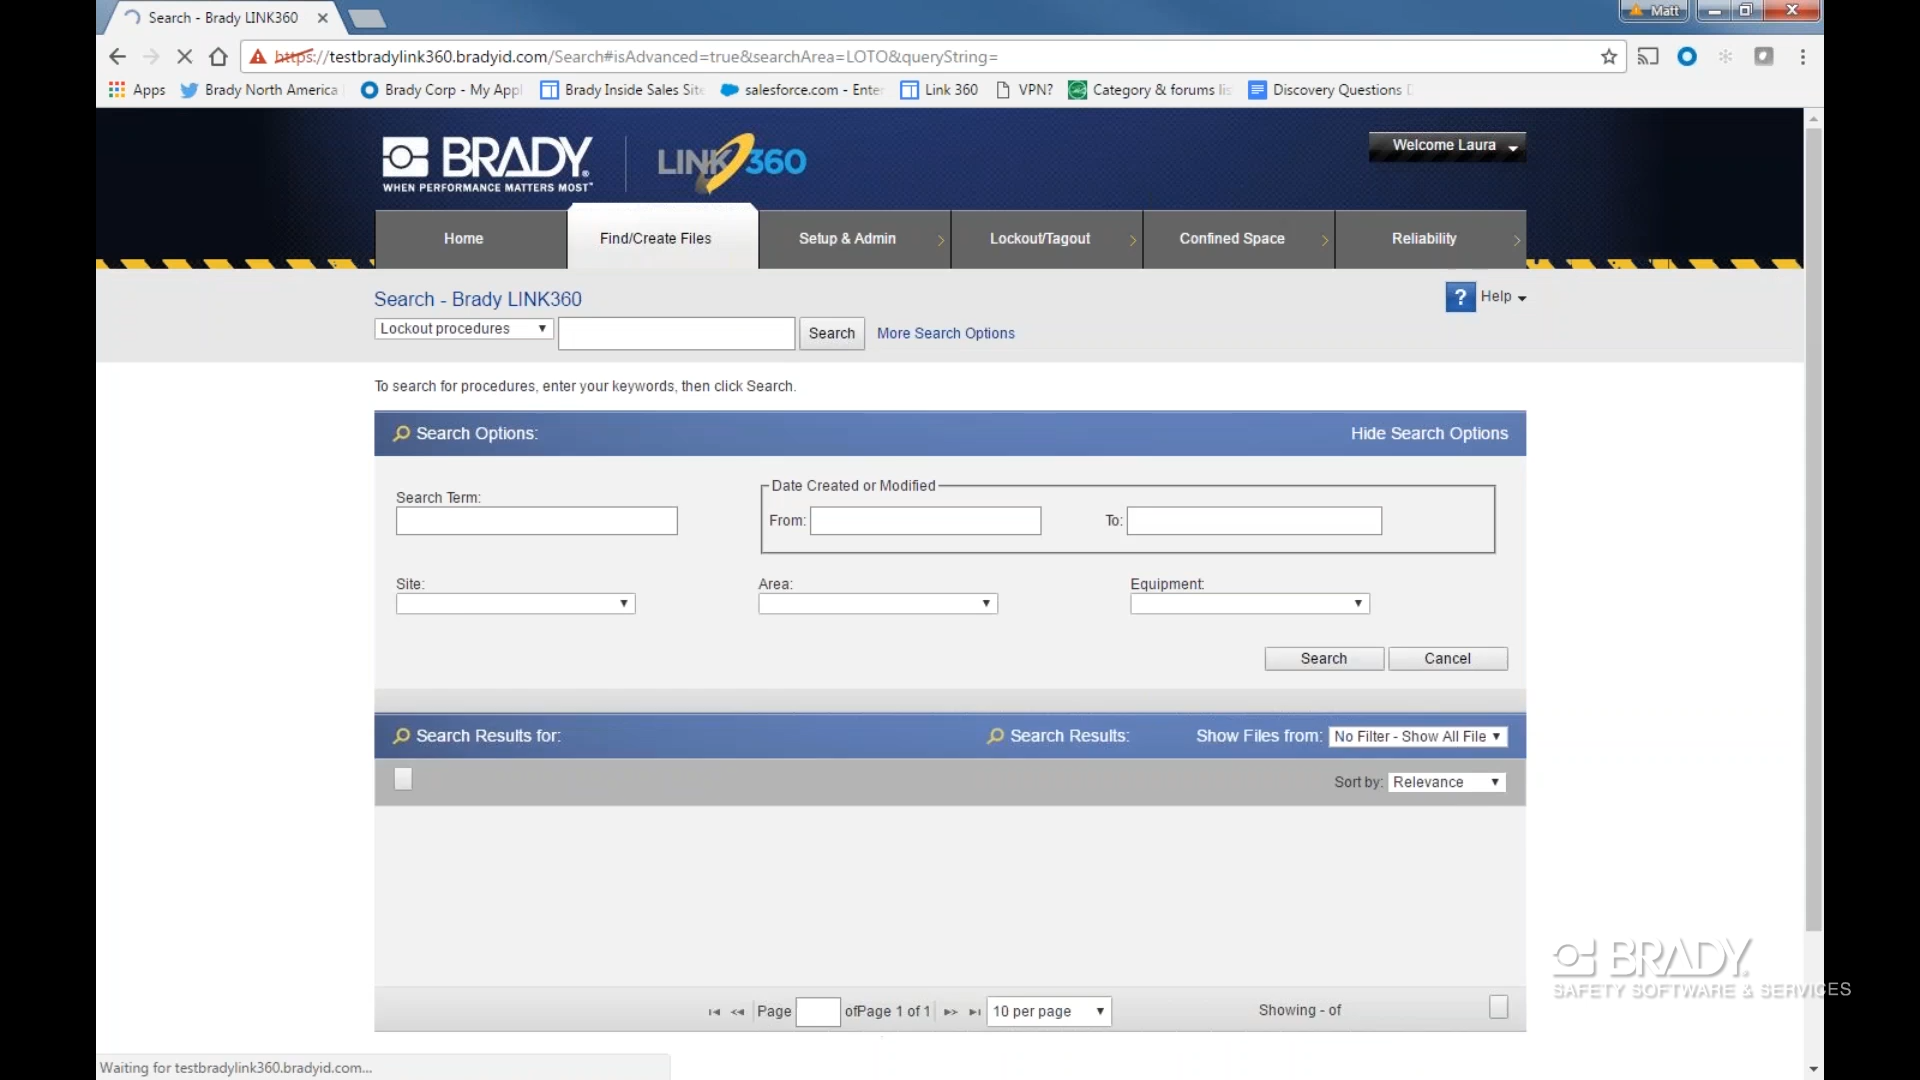 Search - Brady LINK360
Matt
https://testbradylink360.bradyid.com/Search#isAdvanced=true&searchArea=LOTO&queryString=
Apps Brady North America Brady Corp - My Appl Brady Inside Sales Site salesforce.com - Enter Link 360 VPN? Category & forums lis Discovery Questions D
BRADY
WHEN PERFORMANCE MATTERS MOST™
LINK 360
Welcome Laura
Home Find/Create Files Setup & Admin Lockout/Tagout Confined Space Reliability
Search - Brady LINK360
? Help
Lockout procedures Search More Search Options
To search for procedures, enter your keywords, then click Search.
Search Options: Hide Search Options
Date Created or Modified
Search Term:
From: To:
Site: Area: Equipment:
Search Cancel
Search Results for: Search Results: Show Files from: No Filter - Show All File
Sort by: Relevance
Page ofPage 1 of 1 10 per page Showing - of
BRADY
SAFETY SOFTWARE & SERVICES
Waiting for testbradylink360.bradyid.com...